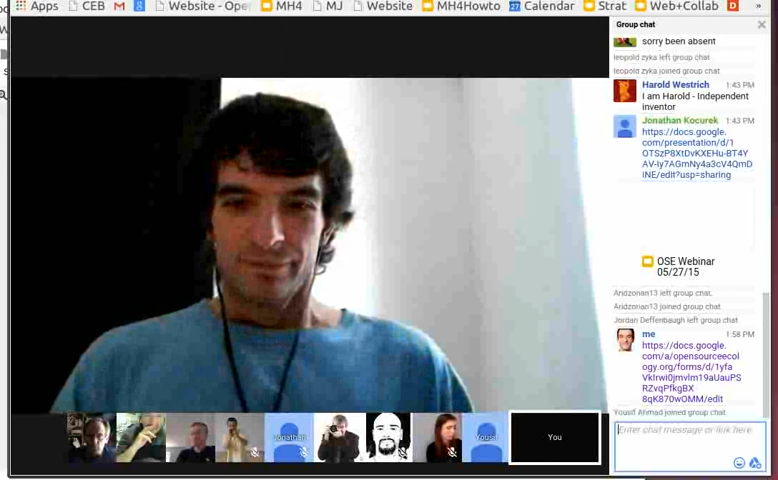 Apps CEB Website - Ope MH4 MJ Website MH4Howto 27 Calendar Strat Web+Collab D »
Group chat
sorry been absent
leopold zyka left group chat
leopold zyka joined group chat
Harold Westrich 1:43 PM
I am Harold - Independent
inventor
Jonathan Kocurek 1:43 PM
https://docs.google.
com/presentation/d/1
OTSzP8XtDvKXEHu-BT4Y
AV-Iy7AGmNy4a3cV4QmD
INE/edit?usp=sharing
OSE Webinar
05/27/15
Aridzonan13 left group chat.
Aridzonan13 joined group chat
Jordan Deffenbaugh left group chat
me 1:58 PM
https://docs.google.
com/a/opensourceecol
ogy.org/forms/d/1yfa
VkIrwi0jmvlm19aUauPS
RZvqPfkgBX
8qK870wOMM/edit
Yousif Ahmad joined group chat
Enter chat message or link here
Jonathan
Yousif
You